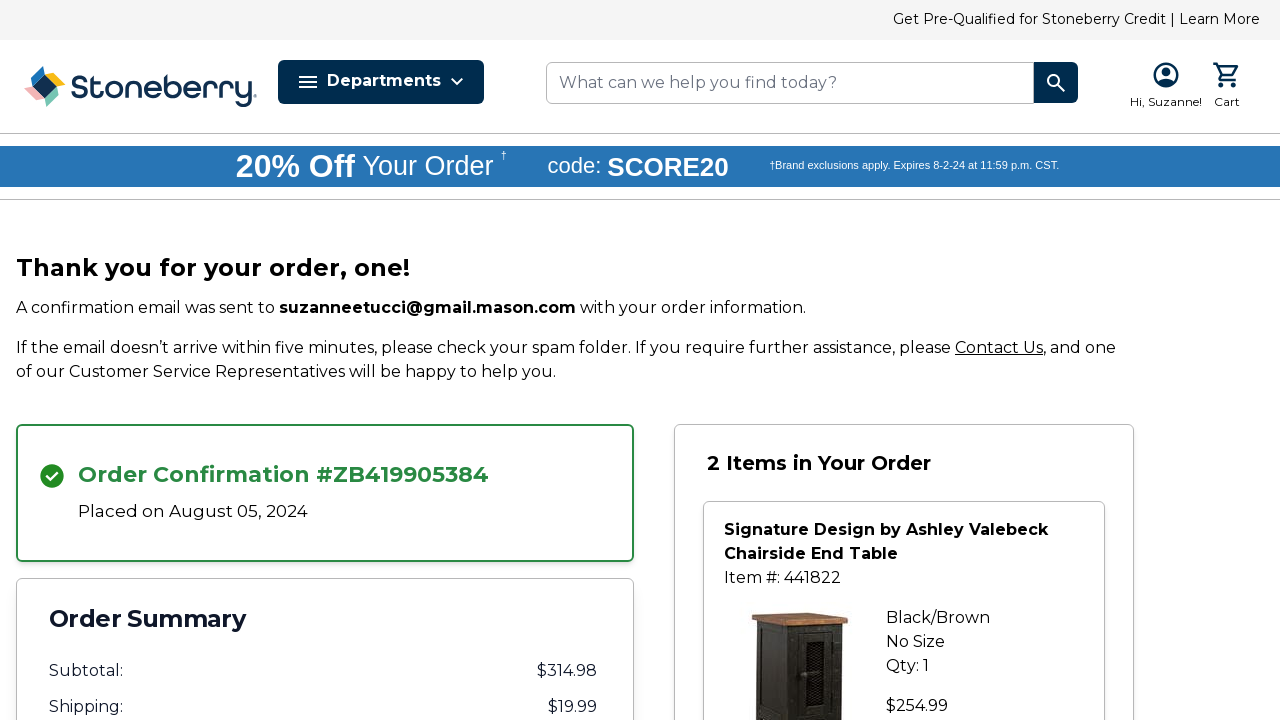 Get Pre-Qualified for Stoneberry Credit | Learn More
Stoneberry.
Departments
What can we help you find today?
Hi, Suzanne!
Cart
20% Off Your Order †
code: SCORE20
†Brand exclusions apply. Expires 8-2-24 at 11:59 p.m. CST.
Thank you for your order, one!
A confirmation email was sent to suzanneetucci@gmail.mason.com with your order information.
If the email doesn’t arrive within five minutes, please check your spam folder. If you require further assistance, please Contact Us, and one
of our Customer Service Representatives will be happy to help you.
Order Confirmation #ZB419905384
Placed on August 05, 2024
Order Summary
Subtotal: $314.98
Shipping: $19.99
2 Items in Your Order
Signature Design by Ashley Valebeck
Chairside End Table
Item #: 441822
Black/Brown
No Size
Qty: 1
$254.99